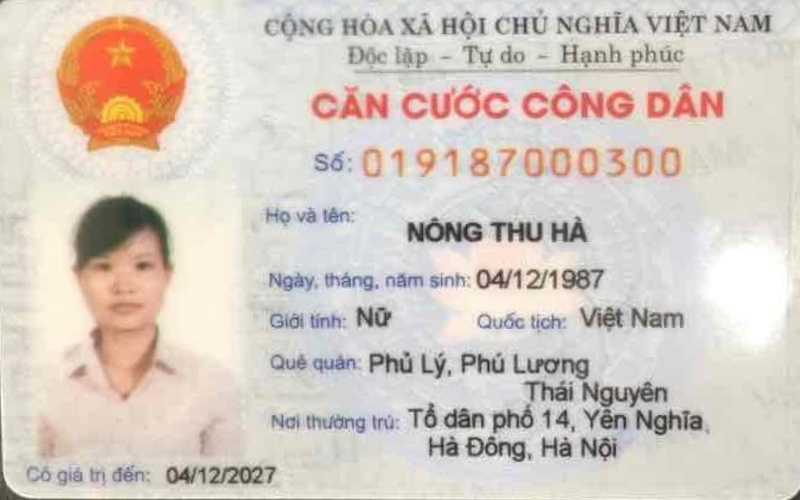 CỘNG HÒA XÃ HỘI CHỦ NGHĨA VIỆT NAM
Độc lập – Tự do – Hạnh phúc
CĂN CƯỚC CÔNG DÂN
Số: 019187000300
Họ và tên:
NÔNG THU HÀ
Ngày, tháng, năm sinh: 04/12/1987
Giới tính: Nữ Quốc tịch: Việt Nam
Quê quán: Phủ Lý, Phú Lương
Thái Nguyên
Nơi thường trú: Tổ dân phố 14, Yên Nghĩa,
Hà Đông, Hà Nội
Có giá trị đến: 04/12/2027